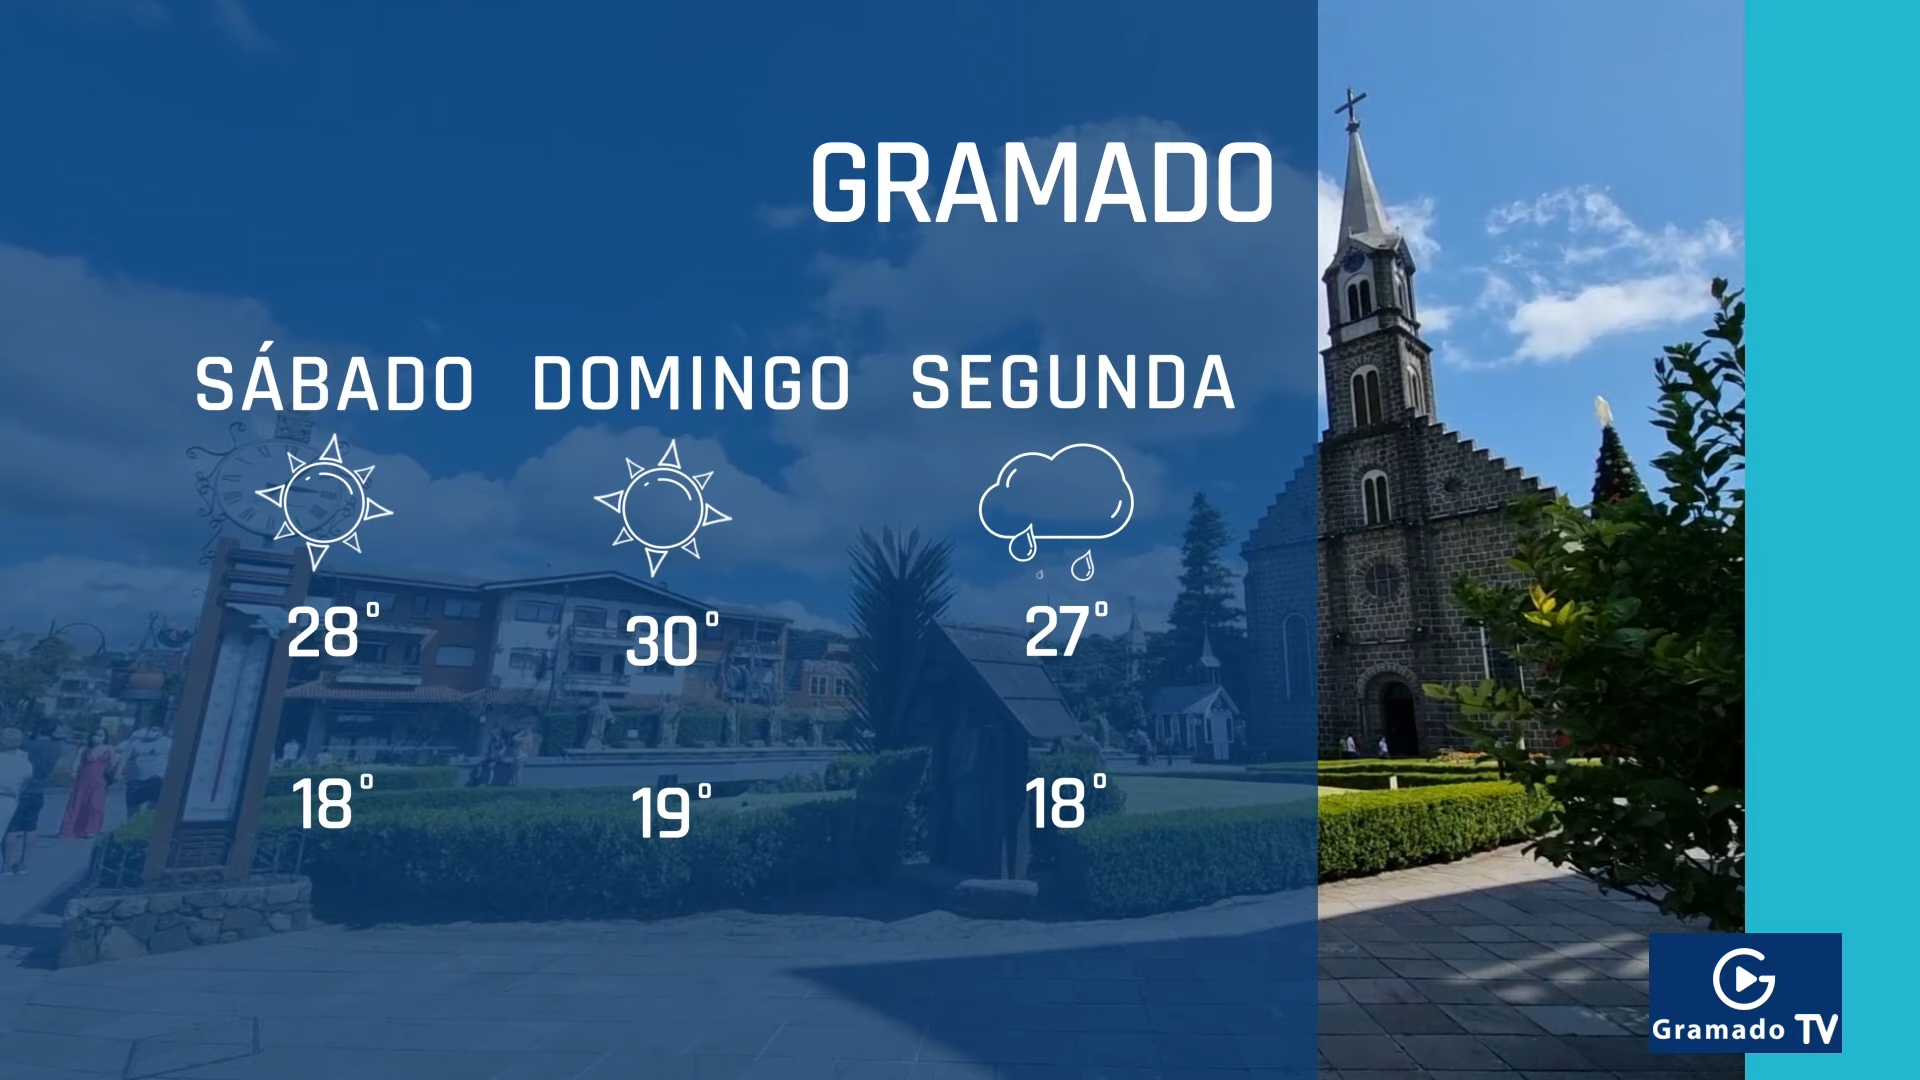 GRAMADO
SÁBADO DOMINGO SEGUNDA
28° 30° 27°
18° 19° 18°
Gramado TV